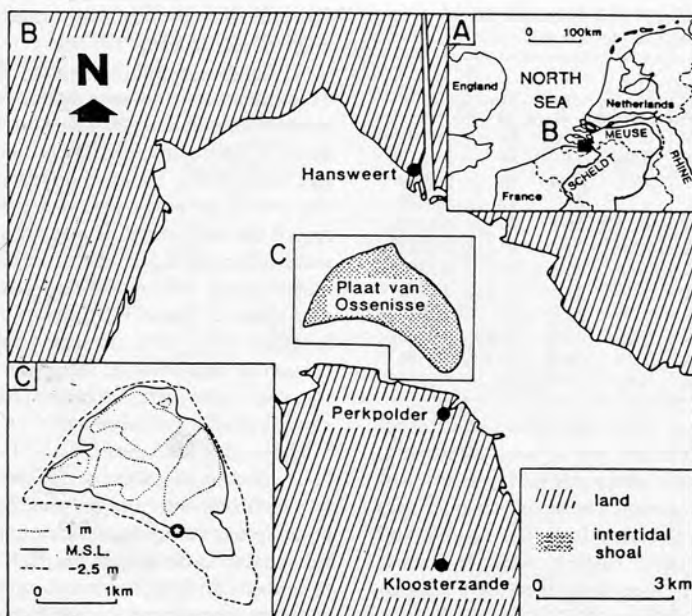 B
N
Hansweert
C
Plaat van
Ossenisse
Perkpolder
Kloosterzande
A
0 100km
England
NORTH
SEA
Netherlands
B
MEUSE
RHINE
SCHELDT
France
C
1 m
M.S.L.
-2.5 m
0 1km
land
intertidal
shoal
0 3km